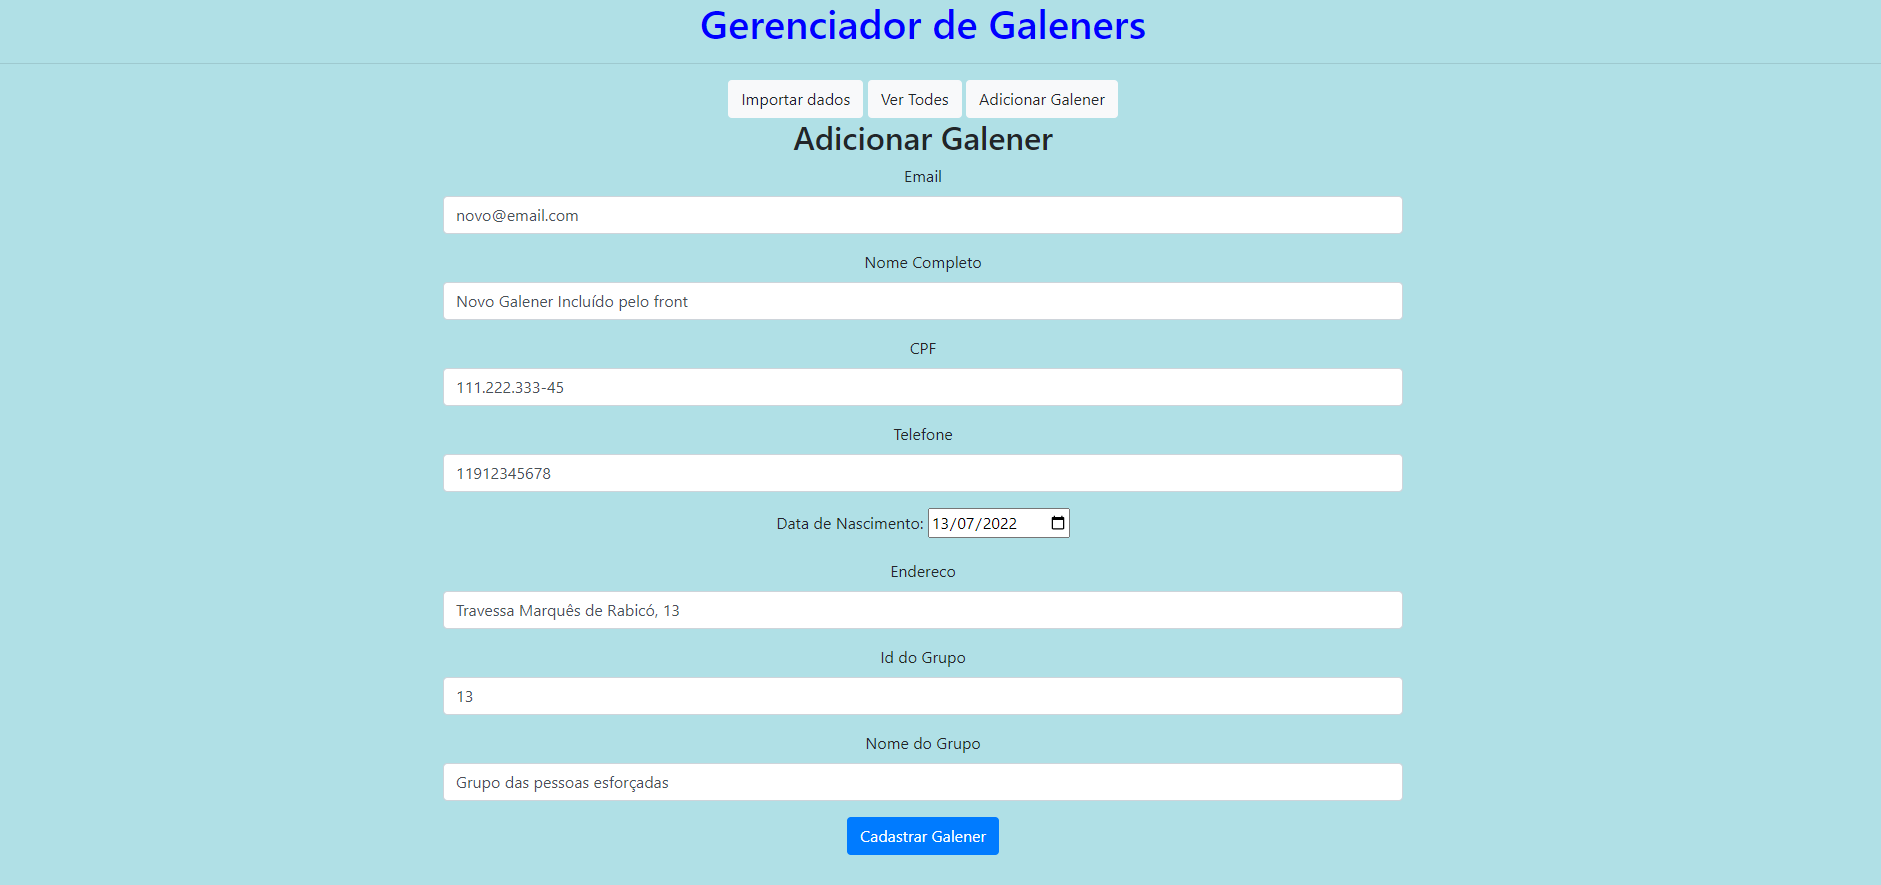 Gerenciador de Galeners
Importar dados Ver Todes Adicionar Galener
Adicionar Galener
Email
novo@email.com
Nome Completo
Novo Galener Incluído pelo front
CPF
111.222.333-45
Telefone
11912345678
Data de Nascimento: 13/07/2022
Endereco
Travessa Marquês de Rabicó, 13
Id do Grupo
13
Nome do Grupo
Grupo das pessoas esforçadas
Cadastrar Galener